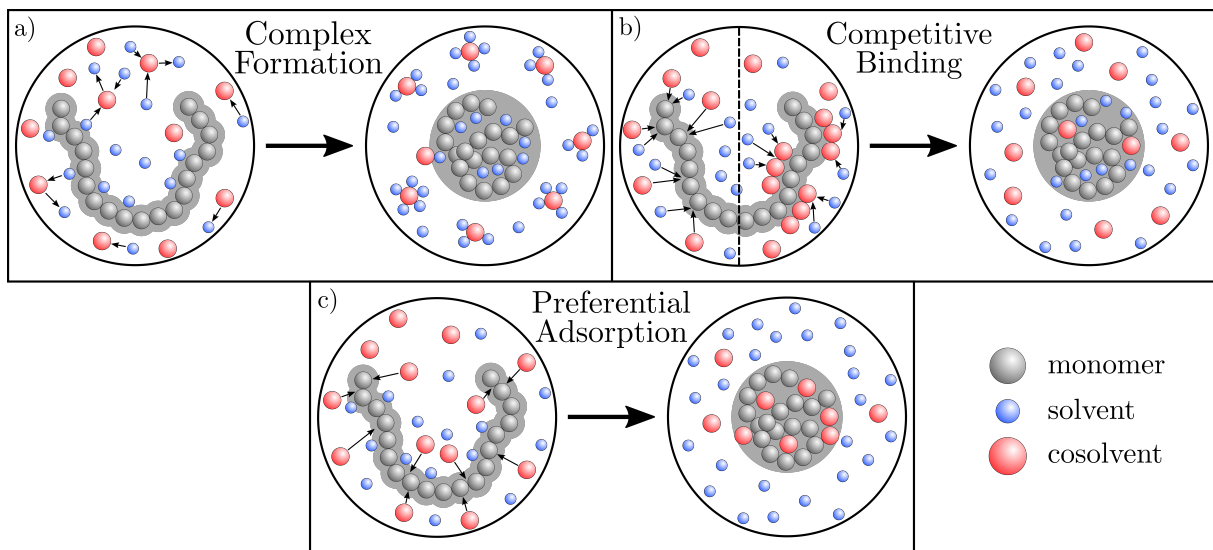 a)
Complex
Formation
b)
Competitive
Binding
c)
Preferential
Adsorption
monomer
solvent
cosolvent